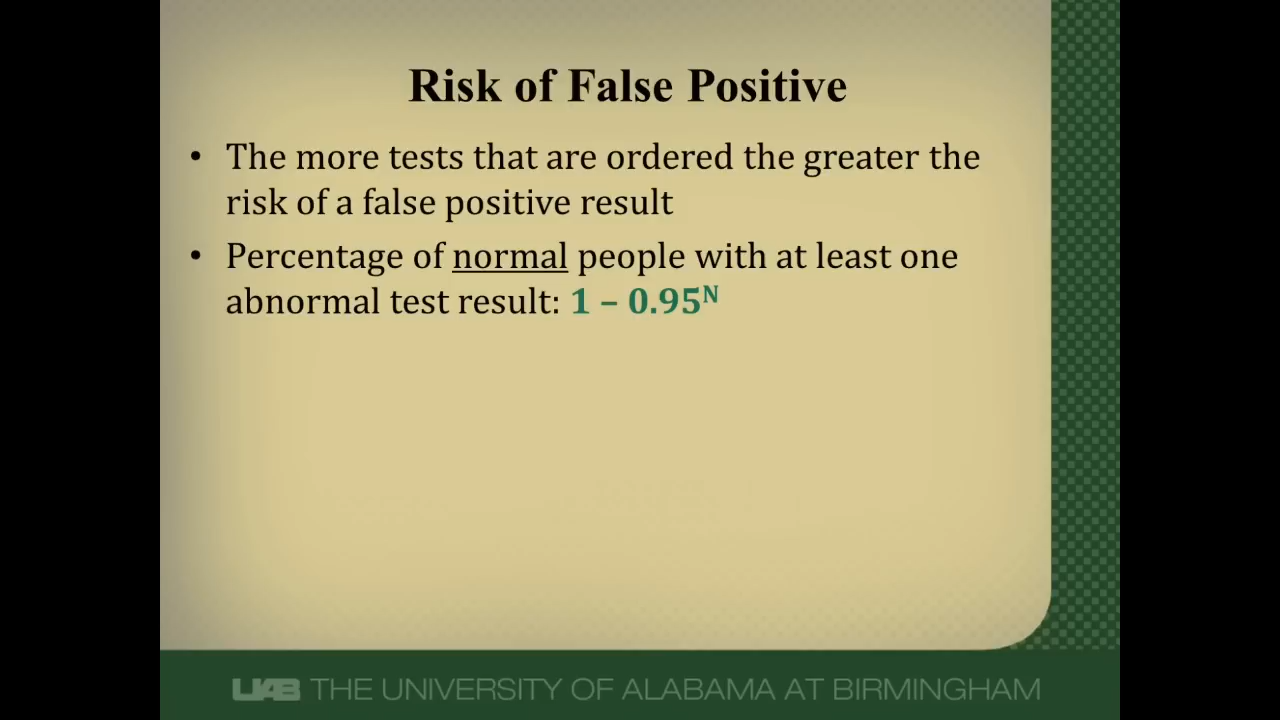 Risk of False Positive
• The more tests that are ordered the greater the
risk of a false positive result
• Percentage of normal people with at least one
abnormal test result: 1 – 0.95ᴺ
UAB THE UNIVERSITY OF ALABAMA AT BIRMINGHAM